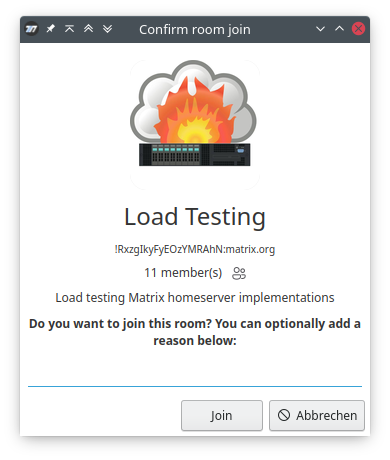 Confirm room join
Load Testing
!RxzgIkyFyEOzYMRAhN:matrix.org
11 member(s)
Load testing Matrix homeserver implementations
Do you want to join this room? You can optionally add a
reason below:
Join
Abbrechen